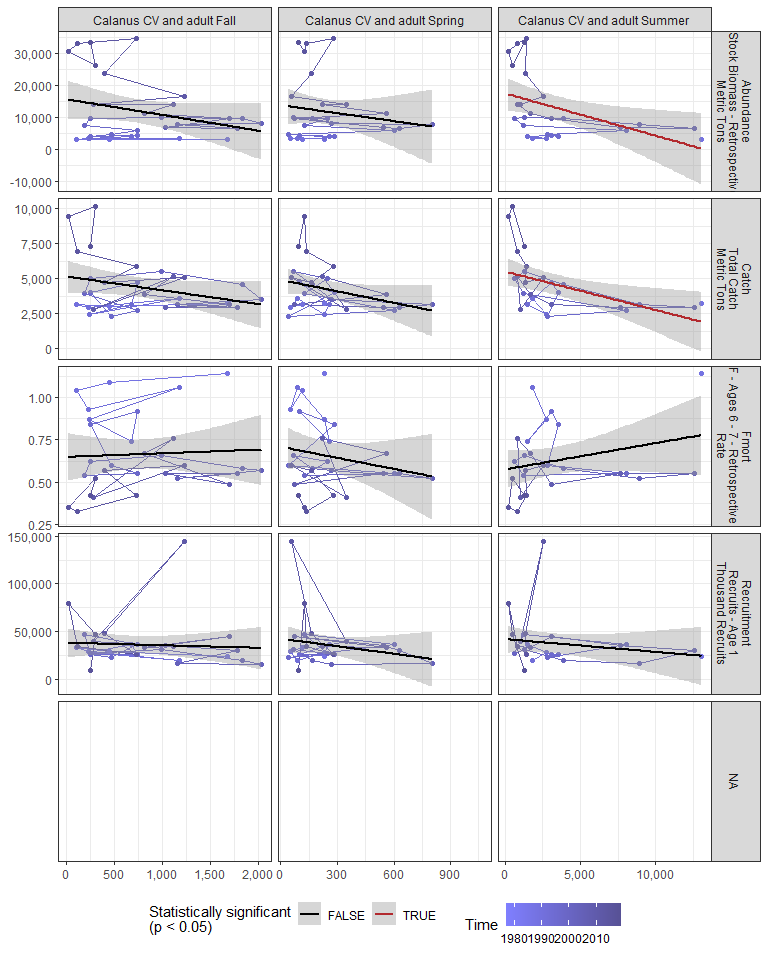 Calanus CV and adult Fall
Calanus CV and adult Spring
Calanus CV and adult Summer
30,000
20,000
10,000
0
-10,000
Abundance
Stock Biomass - Retrospectiv
Metric Tons
10,000
7,500
5,000
2,500
0
Catch
Total Catch
Metric Tons
1.00
0.75
0.50
0.25
Fmort
F - Ages 6 - 7 - Retrospective
Rate
150,000
100,000
50,000
0
Recruitment
Recruits - Age 1
Thousand Recruits
NA
0 500 1,000 1,500 2,000
0 300 600 900
0 5,000 10,000
Statistically significant
(p < 0.05)
FALSE
TRUE
Time
1980 1990 2000 2010